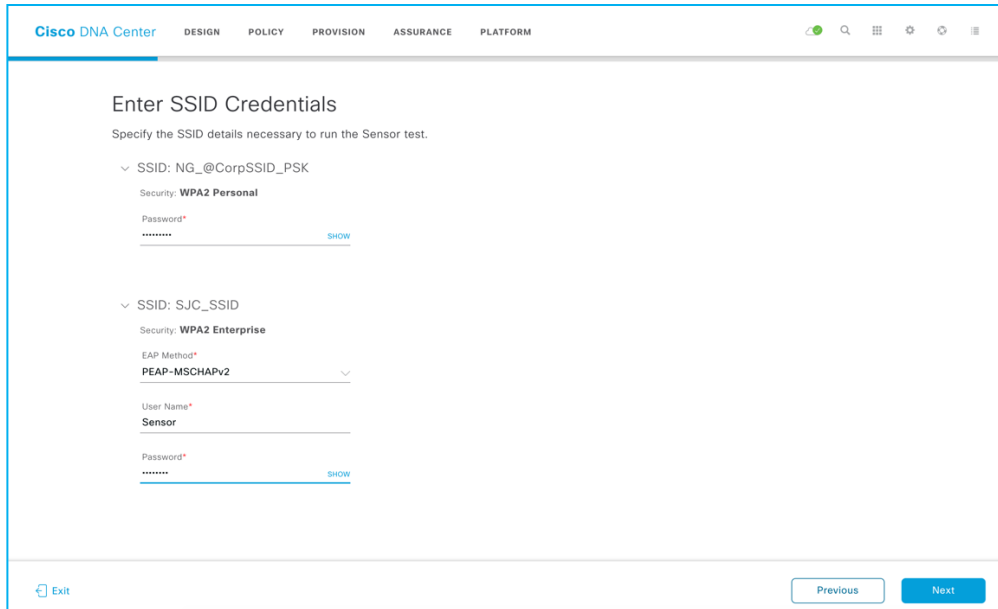 Cisco DNA Center DESIGN POLICY PROVISION ASSURANCE PLATFORM
Enter SSID Credentials
Specify the SSID details necessary to run the Sensor test.
SSID: NG_@CorpSSID_PSK
Security: WPA2 Personal
Password*
••••••••• SHOW
SSID: SJC_SSID
Security: WPA2 Enterprise
EAP Method*
PEAP-MSCHAPv2
User Name*
Sensor
Password*
•••••••• SHOW
Exit Previous Next